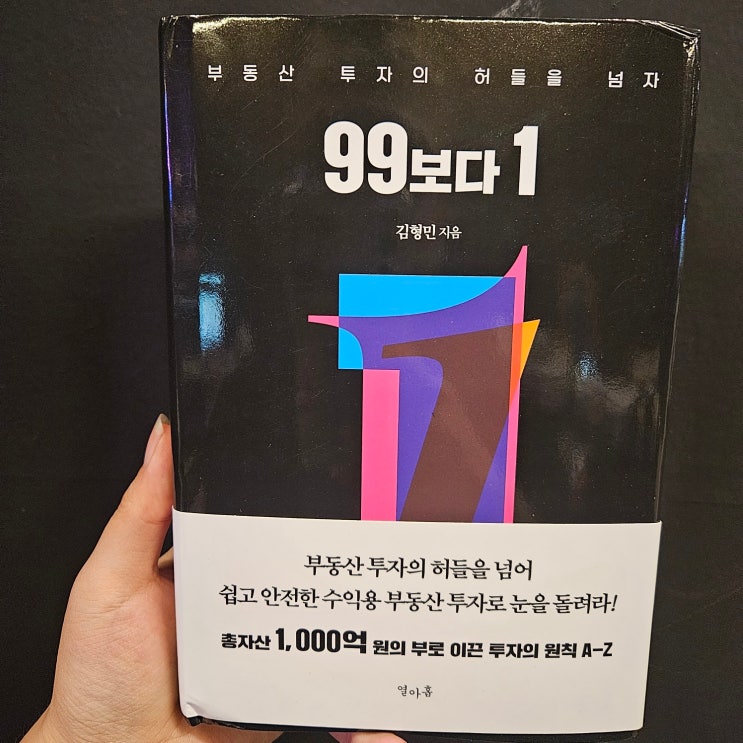 부동산 투자의 허들을 넘자
99보다 1
김형민 지음
부동산 투자의 허들을 넘어
쉽고 안전한 수익용 부동산 투자로 눈을 돌려라!
총자산 1,000억 원의 부로 이끈 투자의 원칙 A-Z
열아홉